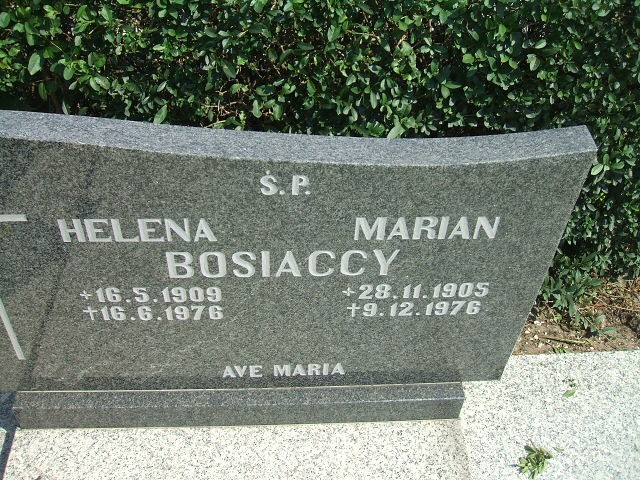 Ś.P.
HELENA MARIAN
BOSIACCY
+16.5.1909 +28.11.1905
†16.6.1976 †9.12.1976
AVE MARIA